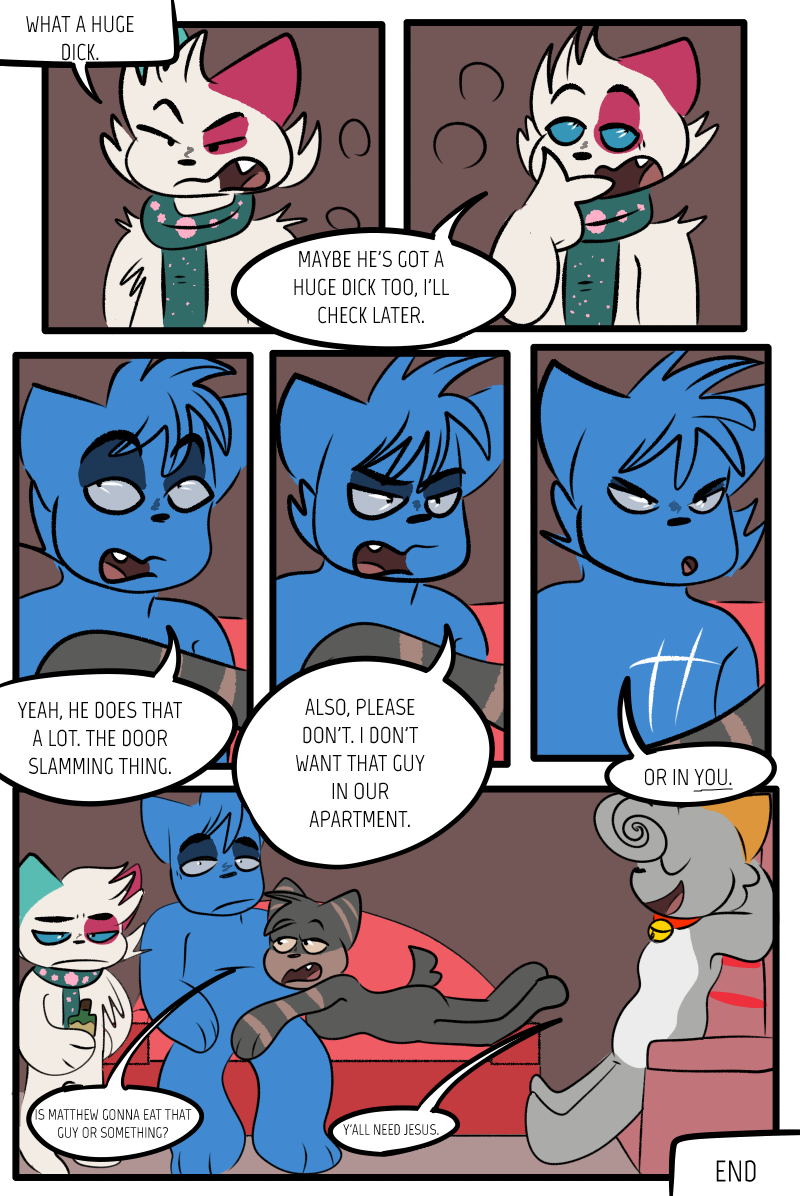 WHAT A HUGE
DICK.
MAYBE HE'S GOT A
HUGE DICK TOO, I'LL
CHECK LATER.
YEAH, HE DOES THAT
A LOT. THE DOOR
SLAMMING THING.
ALSO, PLEASE
DON'T. I DON'T
WANT THAT GUY
IN OUR
APARTMENT.
OR IN YOU.
IS MATTHEW GONNA EAT THAT
GUY OR SOMETHING?
Y'ALL NEED JESUS.
END